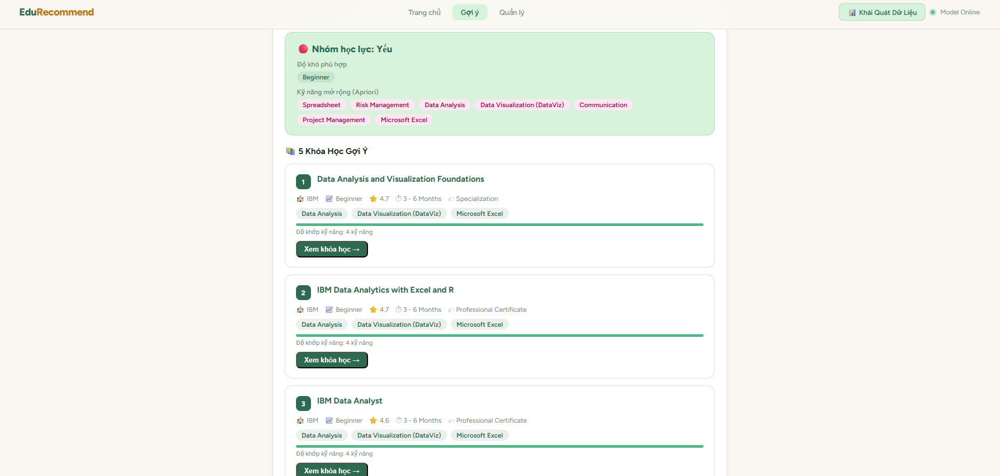 EduRecommend
Trang chủ Gợi ý Quản lý
Khái Quát Dữ Liệu Model Online
Nhóm học lực: Yếu
Độ khó phù hợp
Beginner
Kỹ năng mở rộng (Apriori)
Spreadsheet Risk Management Data Analysis Data Visualization (DataViz) Communication
Project Management Microsoft Excel
5 Khóa Học Gợi Ý
1 Data Analysis and Visualization Foundations
IBM Beginner 4.7 3 - 6 Months Specialization
Data Analysis Data Visualization (DataViz) Microsoft Excel
Độ khớp kỹ năng: 4 kỹ năng
Xem khóa học →
2 IBM Data Analytics with Excel and R
IBM Beginner 4.7 3 - 6 Months Professional Certificate
Data Analysis Data Visualization (DataViz) Microsoft Excel
Độ khớp kỹ năng: 4 kỹ năng
Xem khóa học →
3 IBM Data Analyst
IBM Beginner 4.6 3 - 6 Months Professional Certificate
Data Analysis Data Visualization (DataViz) Microsoft Excel
Độ khớp kỹ năng: 4 kỹ năng
Xem khóa học →